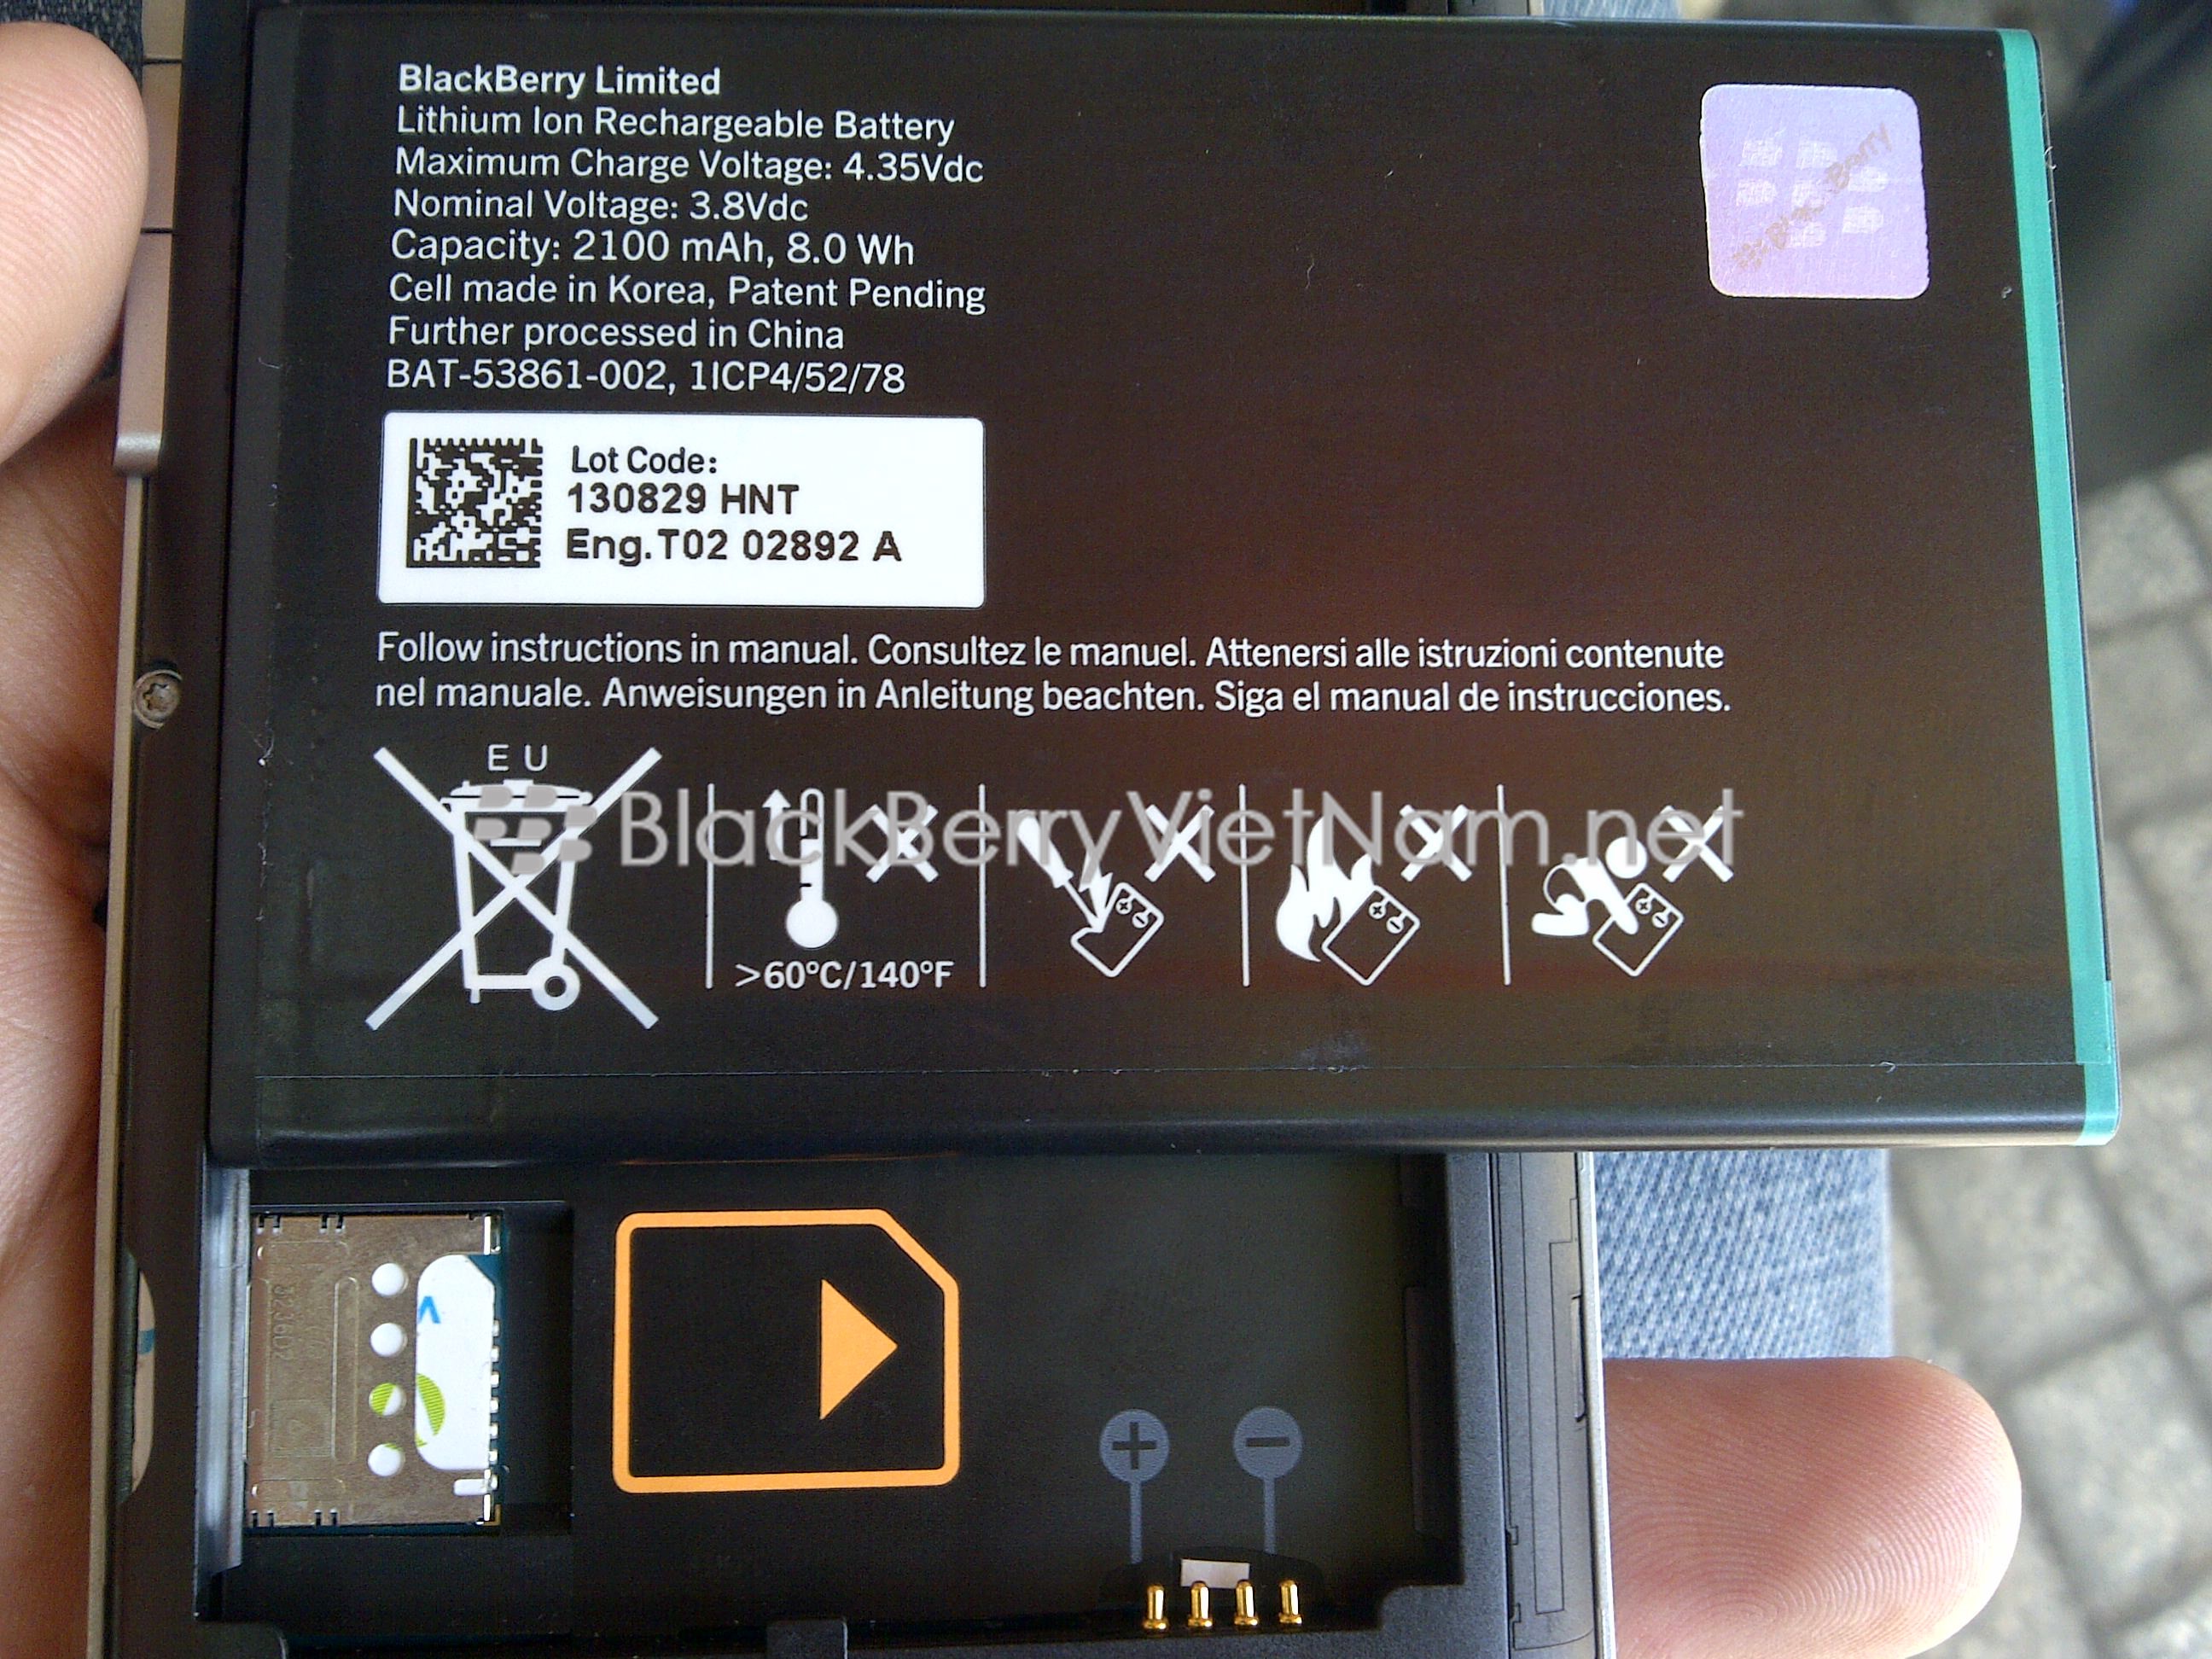 BlackBerry Limited
Lithium Ion Rechargeable Battery
Maximum Charge Voltage: 4.35Vdc
Nominal Voltage: 3.8Vdc
Capacity: 2100 mAh, 8.0 Wh
Cell made in Korea, Patent Pending
Further processed in China
BAT-53861-002, 1ICP4/52/78
BlackBerry
Lot Code:
130829 HNT
Eng.T02 02892 A
Follow instructions in manual. Consultez le manuel. Attenersi alle istruzioni contenute
nel manuale. Anweisungen in Anleitung beachten. Siga el manual de instrucciones.
E U
BlackBerryVietNam.net
>60°C/140°F